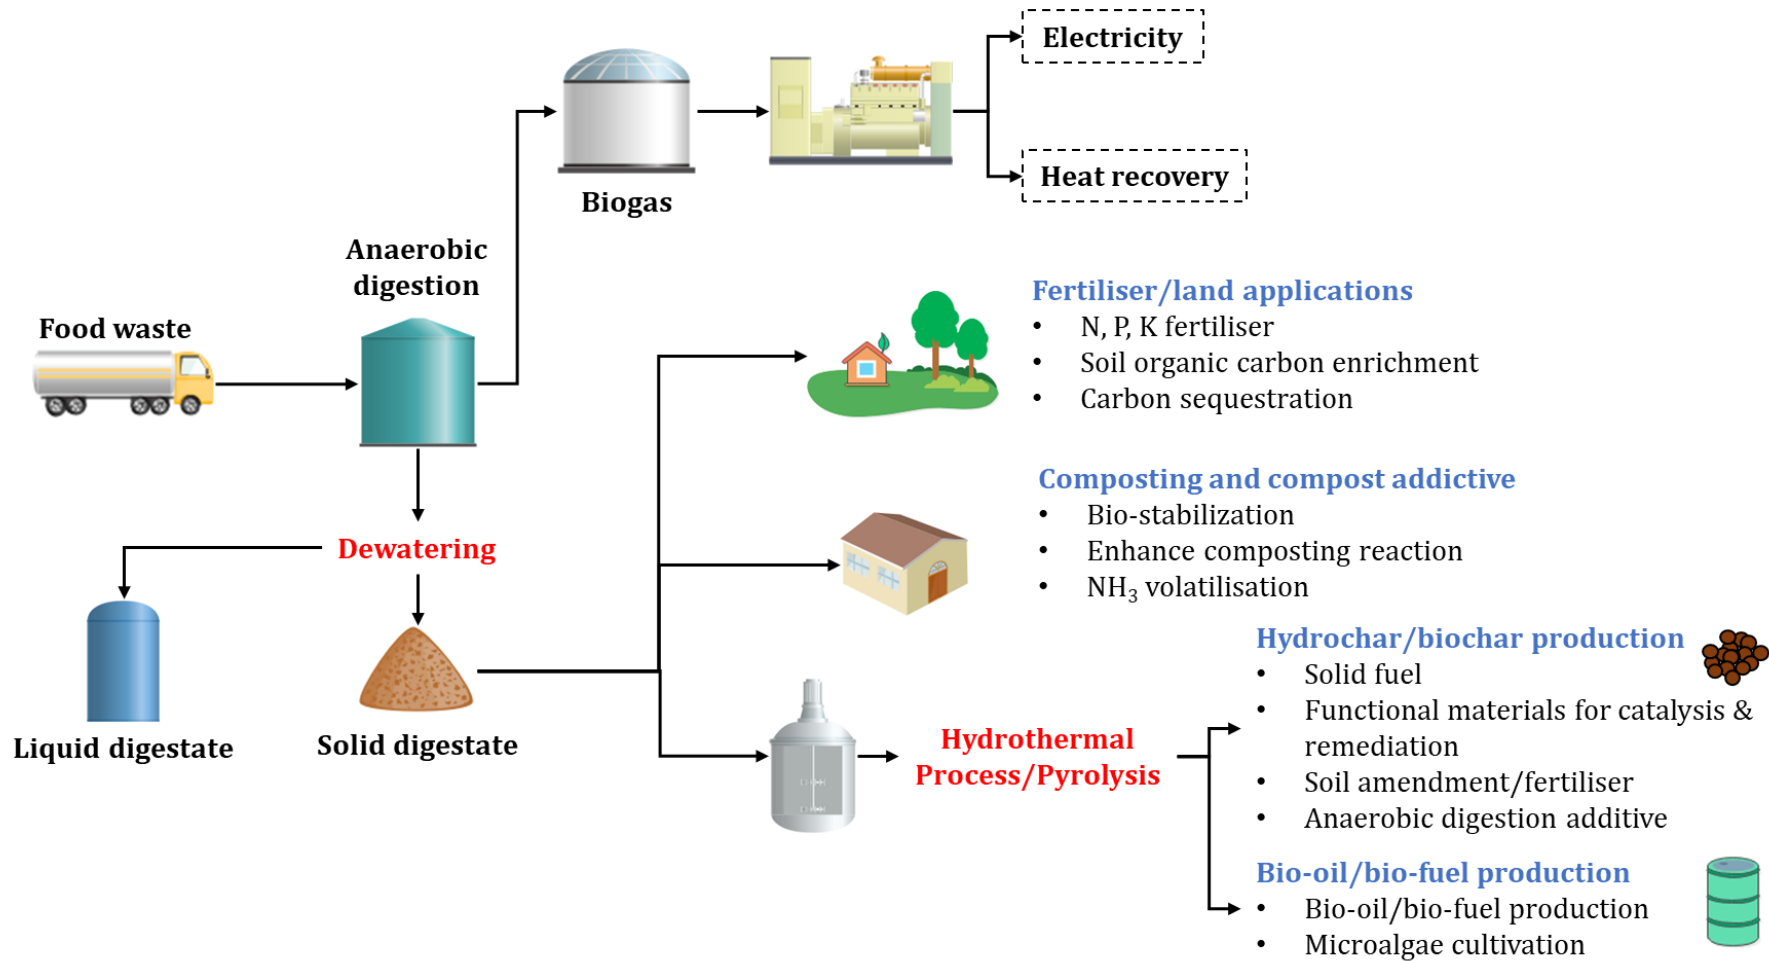 Electricity
Heat recovery
Biogas
Anaerobic
digestion
Food waste
Fertiliser/land applications
• N, P, K fertiliser
• Soil organic carbon enrichment
• Carbon sequestration
Composting and compost addictive
• Bio-stabilization
• Enhance composting reaction
• NH₃ volatilisation
Dewatering
Liquid digestate
Solid digestate
Hydrothermal
Process/Pyrolysis
Hydrochar/biochar production
• Solid fuel
• Functional materials for catalysis &
remediation
• Soil amendment/fertiliser
• Anaerobic digestion additive
Bio-oil/bio-fuel production
• Bio-oil/bio-fuel production
• Microalgae cultivation